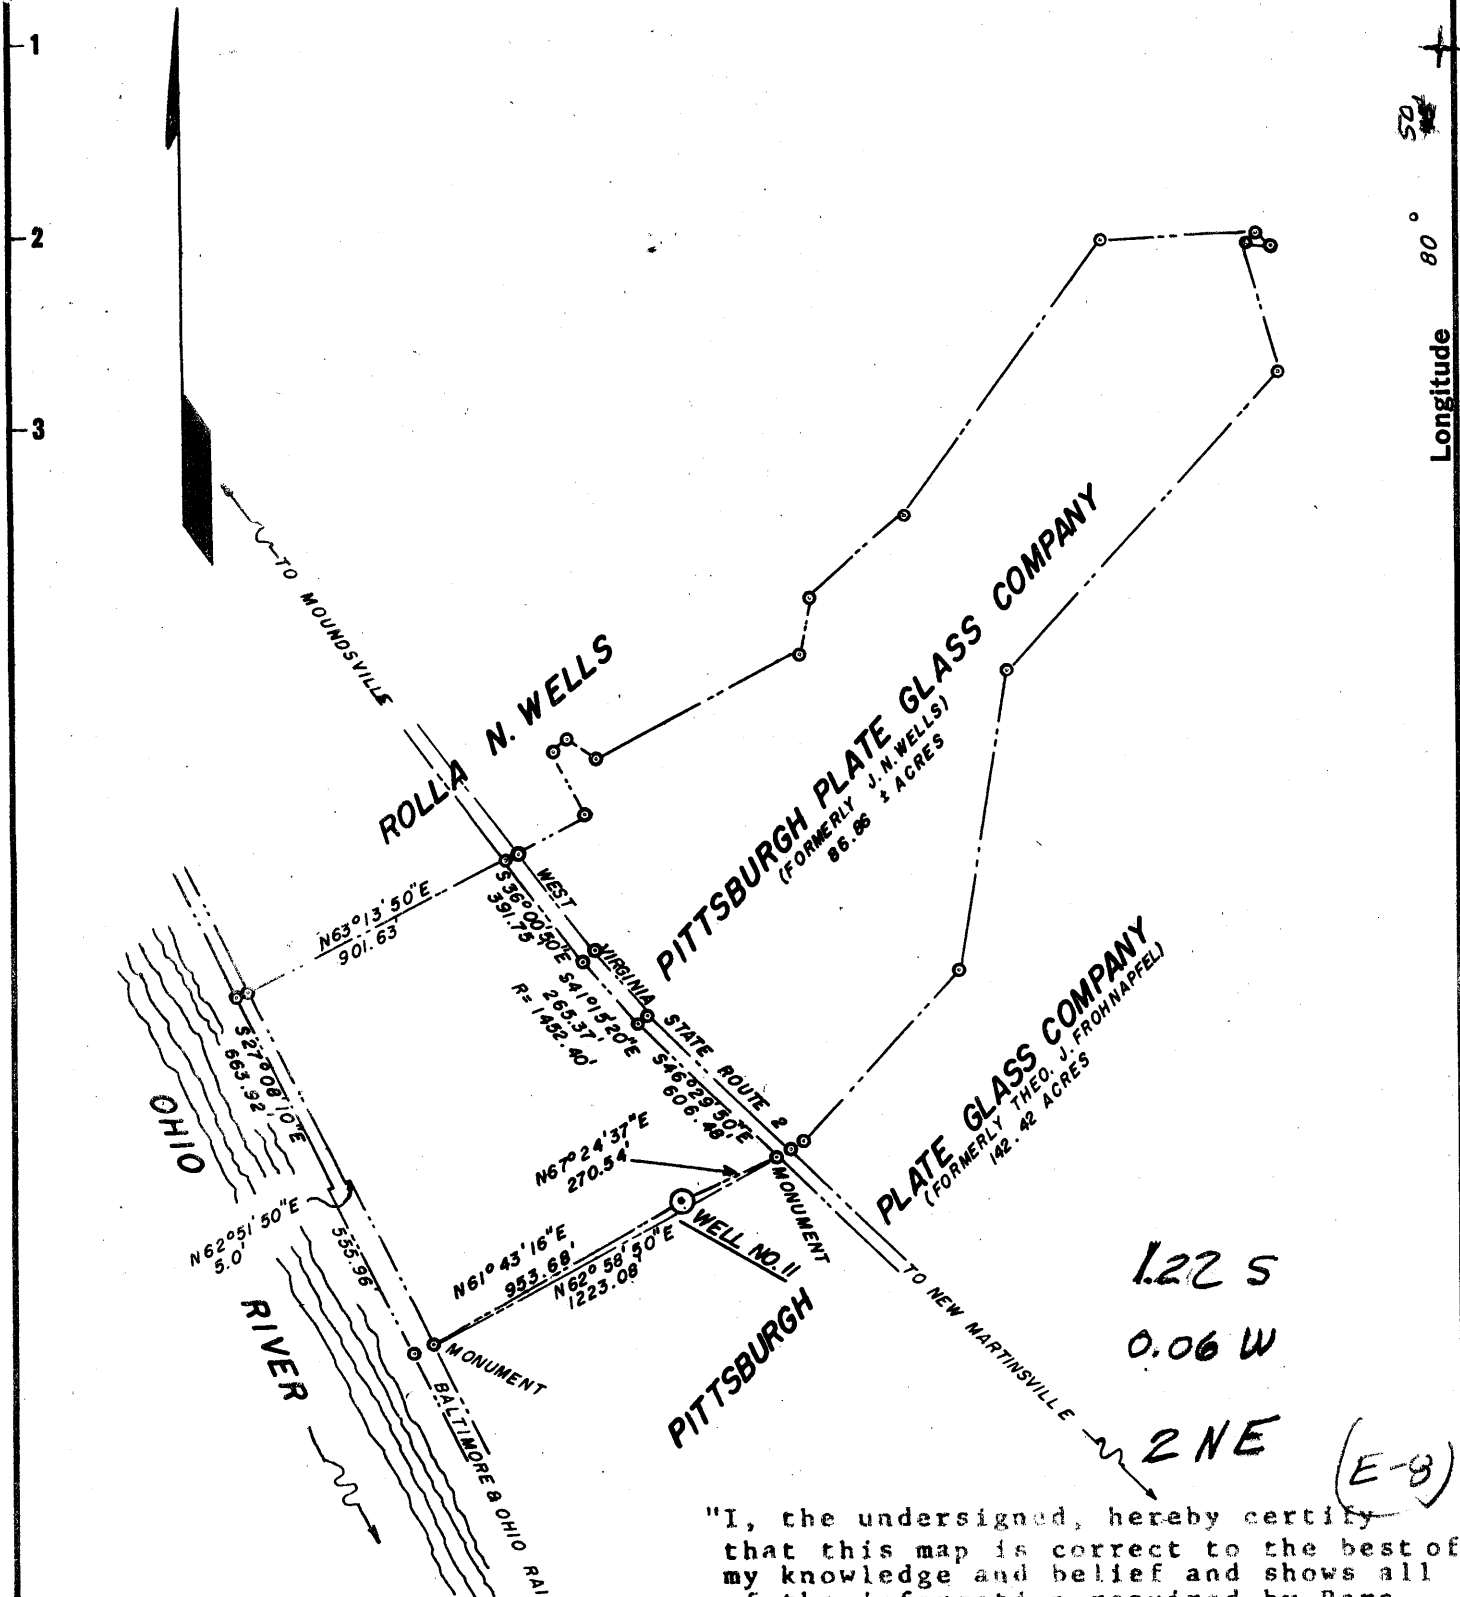 1
50
2
80°
Longitude
3
TO MOUNDSVILLE
ROLLA N. WELLS
PITTSBURGH PLATE GLASS COMPANY
(FORMERLY J.N. WELLS)
86.86 ± ACRES
N63°13'50"E
901.63'
WEST VIRGINIA STATE ROUTE 2
S36°00'50"E
391.75'
S41°15'20"E
265.37'
R= 1452.40'
S46°29'50"E
606.48'
S27°08'10"E
663.92'
OHIO RIVER
N67°24'37"E
270.54'
MONUMENT
WELL NO. 11
N62°51'50"E
5.0'
555.96'
N61°43'16"E
953.68'
N62°58'50"E
1223.08'
MONUMENT
BALTIMORE & OHIO RAI
PITTSBURGH PLATE GLASS COMPANY
(FORMERLY THEO. J. FROHNAPFEL)
142.42 ACRES
TO NEW MARTINSVILLE
1.22 S
0.06 W
2 NE
(E-8)
"I, the undersigned, hereby certify
that this map is correct to the best of
my knowledge and belief and shows all